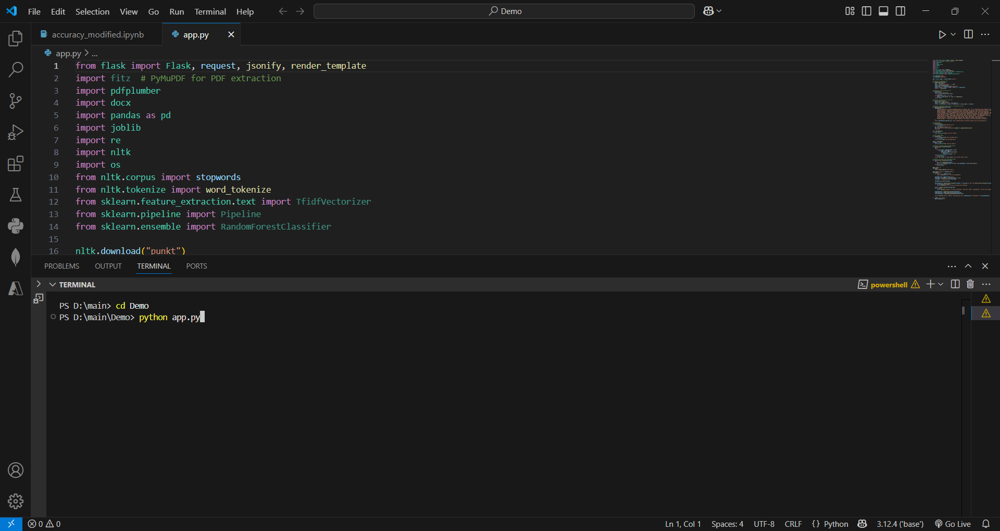 File Edit Selection View Go Run Terminal Help Demo
accuracy_modified.ipynb app.py
app.py > ...
1 from flask import Flask, request, jsonify, render_template
2 import fitz # PyMuPDF for PDF extraction
3 import pdfplumber
4 import docx
5 import pandas as pd
6 import joblib
7 import re
8 import nltk
9 import os
10 from nltk.corpus import stopwords
11 from nltk.tokenize import word_tokenize
12 from sklearn.feature_extraction.text import TfidfVectorizer
13 from sklearn.pipeline import Pipeline
14 from sklearn.ensemble import RandomForestClassifier
15
16 nltk.download("punkt")
PROBLEMS OUTPUT TERMINAL PORTS
TERMINAL powershell
PS D:\main> cd Demo
PS D:\main\Demo> python app.py
0 0 Ln 1, Col 1 Spaces: 4 UTF-8 CRLF {} Python 3.12.4 ('base') Go Live